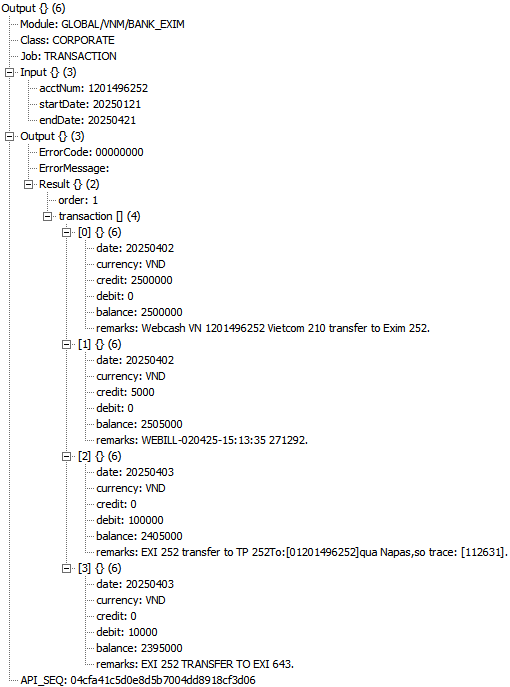 Output {} (6)
Module: GLOBAL/VNM/BANK_EXIM
Class: CORPORATE
Job: TRANSACTION
Input {} (3)
acctNum: 1201496252
startDate: 20250121
endDate: 20250421
Output {} (3)
ErrorCode: 00000000
ErrorMessage:
Result {} (2)
order: 1
transaction [] (4)
[0] {} (6)
date: 20250402
currency: VND
credit: 2500000
debit: 0
balance: 2500000
remarks: Webcash VN 1201496252 Vietcom 210 transfer to Exim 252.
[1] {} (6)
date: 20250402
currency: VND
credit: 5000
debit: 0
balance: 2505000
remarks: WEBILL-020425-15:13:35 271292.
[2] {} (6)
date: 20250403
currency: VND
credit: 0
debit: 100000
balance: 2405000
remarks: EXI 252 transfer to TP 252To:[01201496252]qua Napas,so trace: [112631].
[3] {} (6)
date: 20250403
currency: VND
credit: 0
debit: 10000
balance: 2395000
remarks: EXI 252 TRANSFER TO EXI 643.
API_SEQ: 04cfa41c5d0e8d5b7004dd8918cf3d06